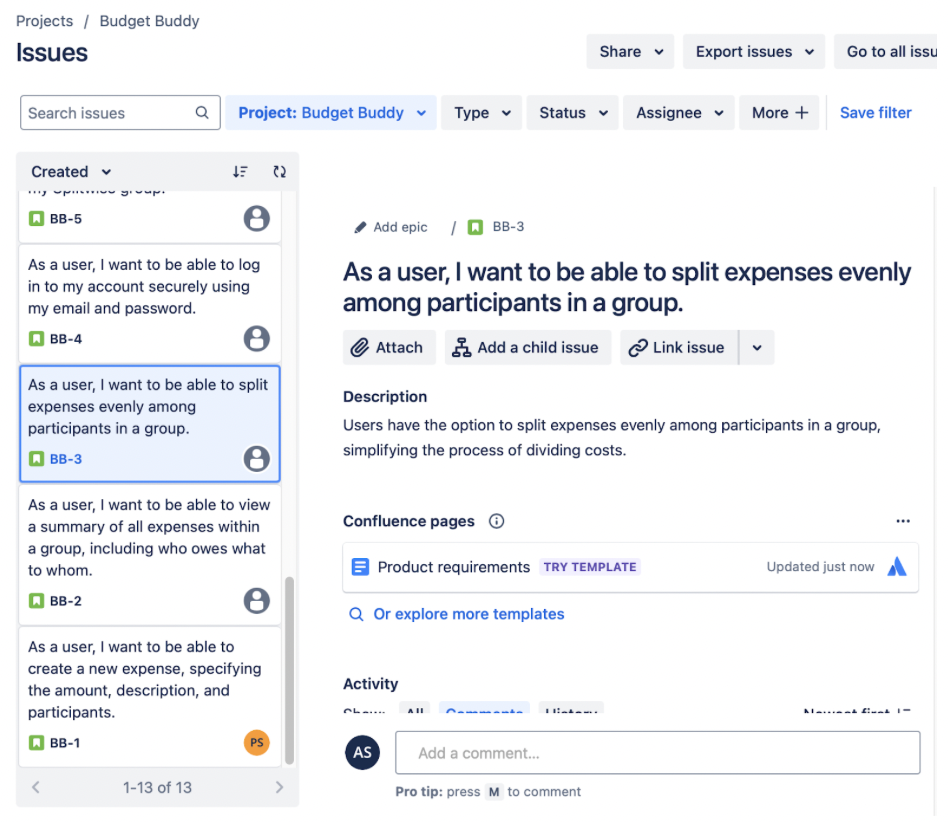 Projects / Budget Buddy
Issues
Share
Export issues
Go to all issu
Search issues
Project: Budget Buddy
Type
Status
Assignee
More +
Save filter
Created
my Splitwise group.
BB-5
As a user, I want to be able to log
in to my account securely using
my email and password.
BB-4
As a user, I want to be able to split
expenses evenly among
participants in a group.
BB-3
As a user, I want to be able to view
a summary of all expenses within
a group, including who owes what
to whom.
BB-2
As a user, I want to be able to
create a new expense, specifying
the amount, description, and
participants.
BB-1
PS
1-13 of 13
Add epic / BB-3
As a user, I want to be able to split expenses evenly
among participants in a group.
Attach
Add a child issue
Link issue
Description
Users have the option to split expenses evenly among participants in a group,
simplifying the process of dividing costs.
Confluence pages
Product requirements TRY TEMPLATE Updated just now
Or explore more templates
Activity
Show: All Comments History Newest first
AS
Add a comment...
Pro tip: press M to comment